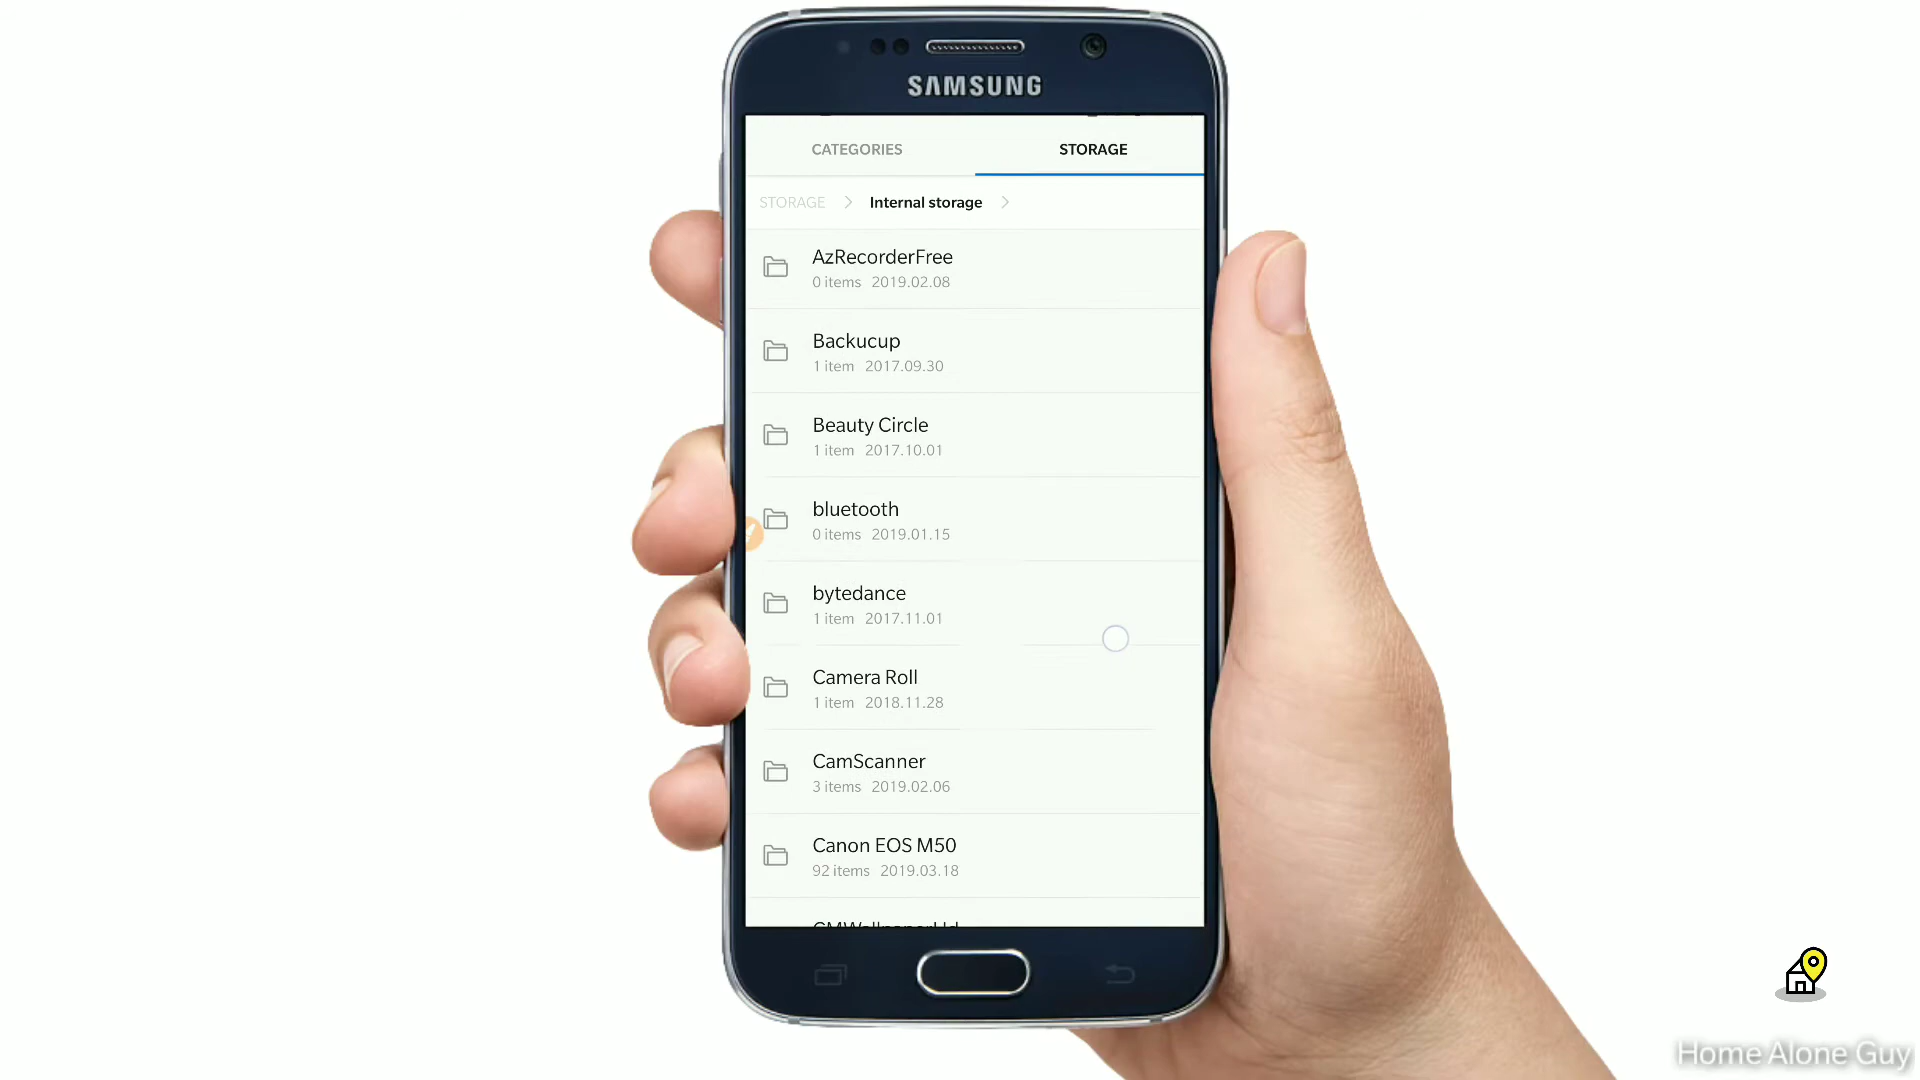 SAMSUNG
CATEGORIES
STORAGE
STORAGE
Internal storage
AzRecorderFree
0 items 2019.02.08
Backucup
1 item 2017.09.30
Beauty Circle
1 item 2017.10.01
bluetooth
0 items 2019.01.15
bytedance
1 item 2017.11.01
Camera Roll
1 item 2018.11.28
CamScanner
3 items 2019.02.06
Canon EOS M50
92 items 2019.03.18
Home Alone Guy